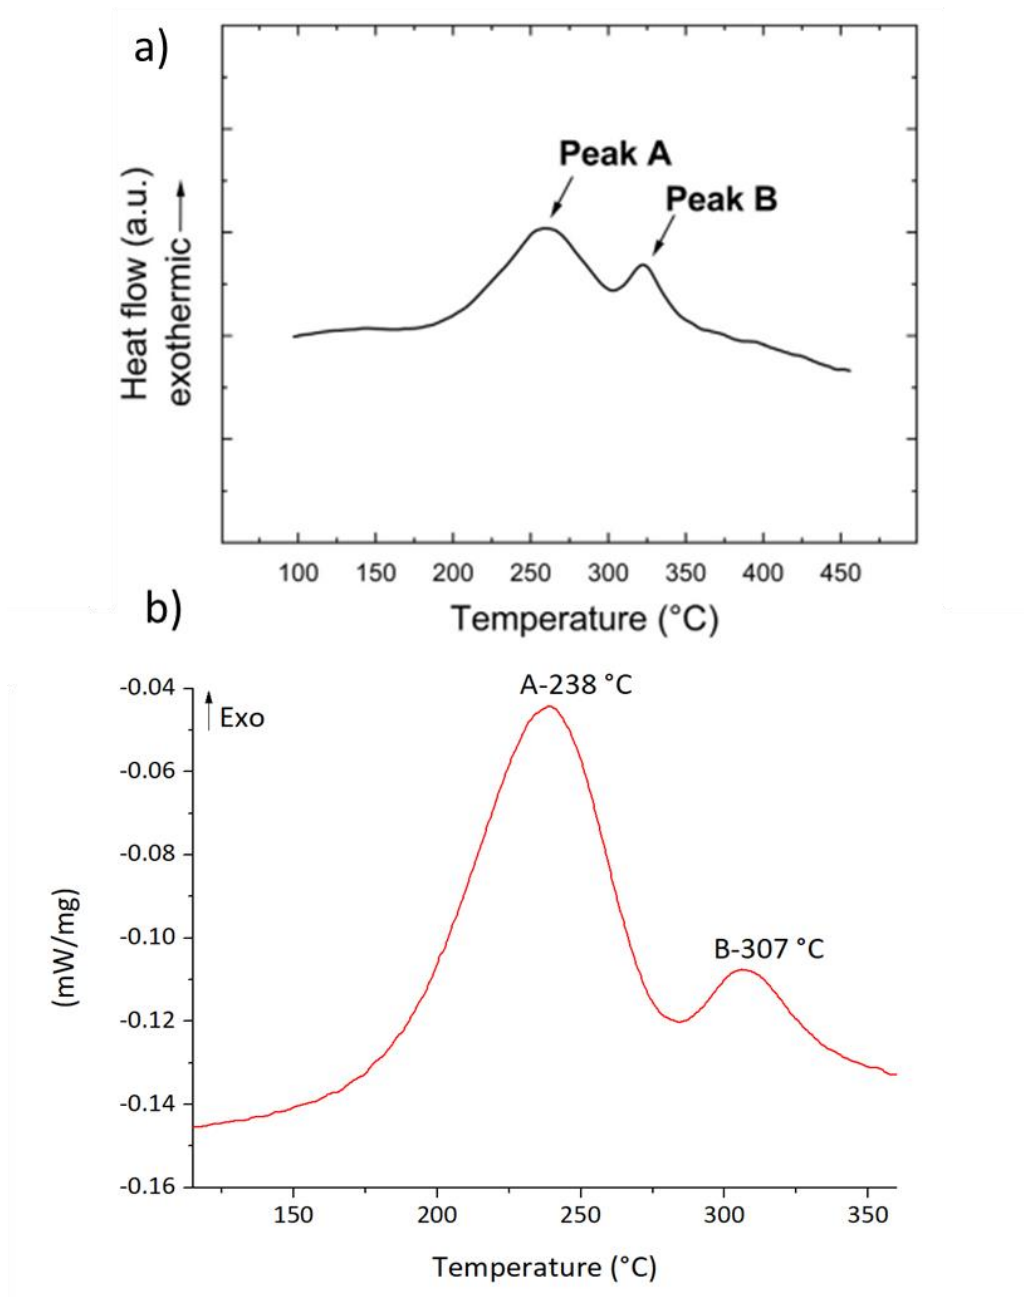 a)
Peak A
Peak B
Heat flow (a.u.)
exothermic
100 150 200 250 300 350 400 450
Temperature (°C)
b)
A-238 °C
Exo
-0.04
-0.06
-0.08
-0.10
-0.12
-0.14
-0.16
(mW/mg)
B-307 °C
150 200 250 300 350
Temperature (°C)